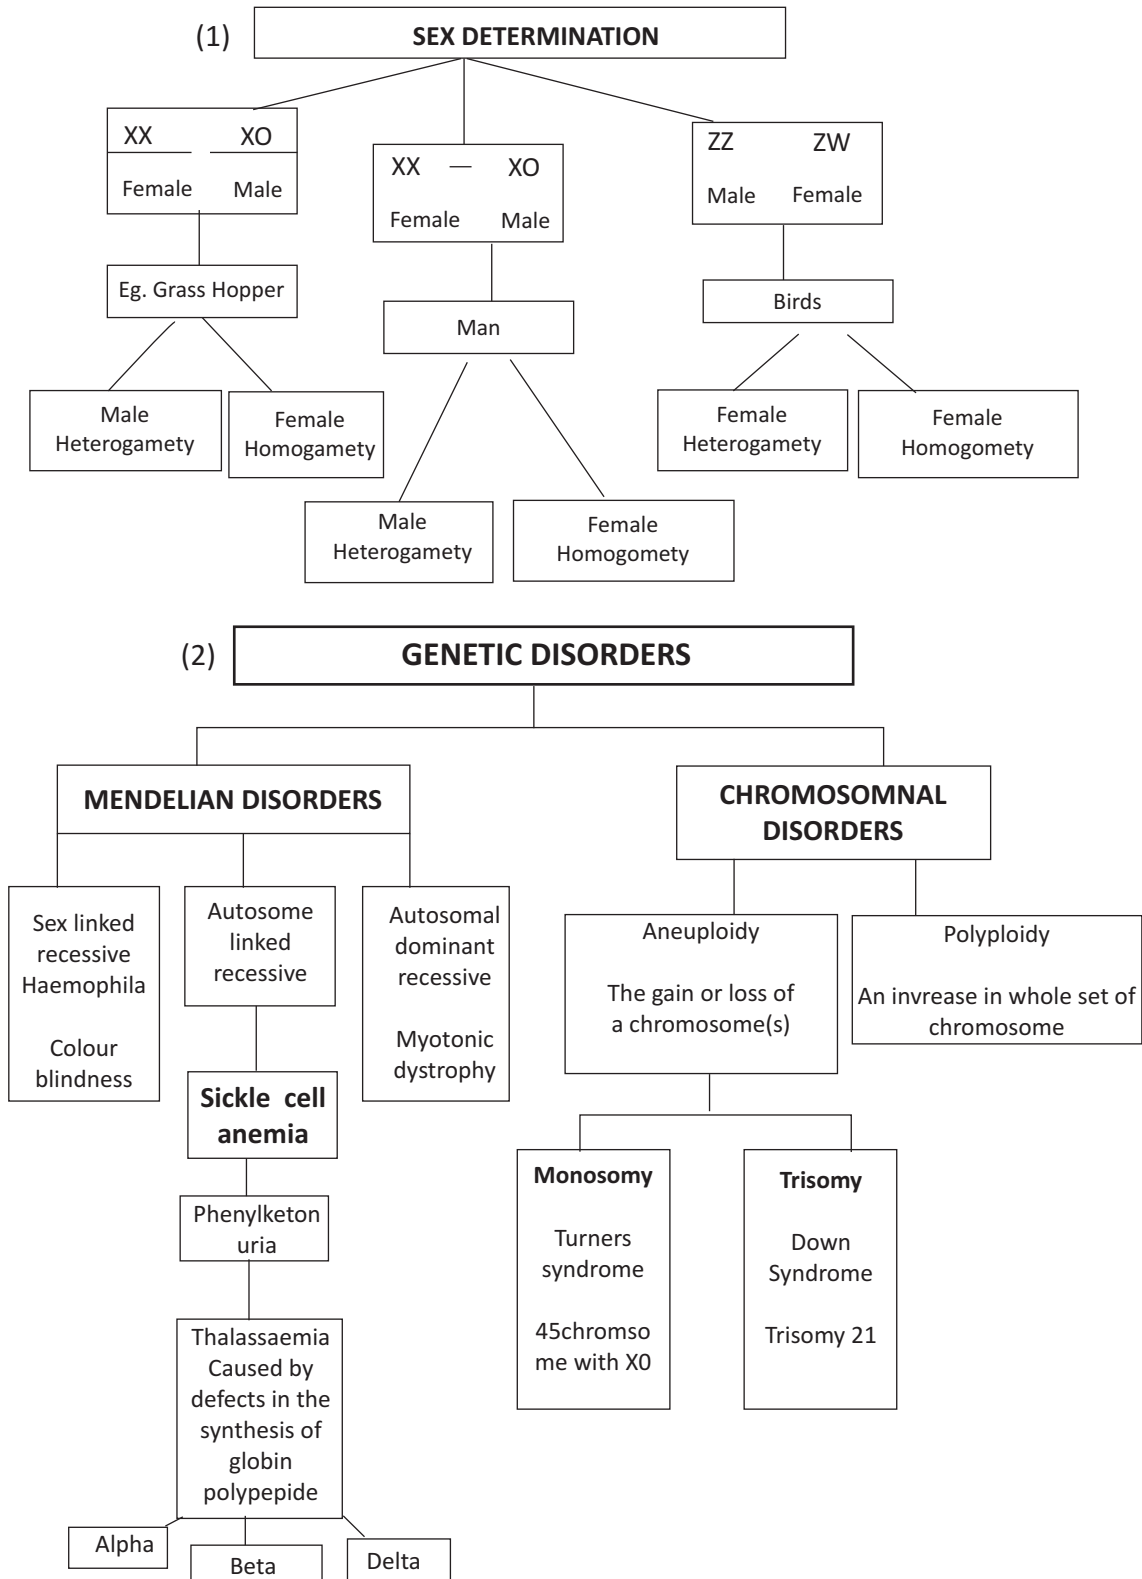 (1) SEX DETERMINATION
XX XO
Female Male
Eg. Grass Hopper
Male
Heterogamety
Female
Homogamety
XX — XO
Female Male
Man
Male
Heterogamety
Female
Homogomety
ZZ ZW
Male Female
Birds
Female
Heterogamety
Female
Homogomety
(2) GENETIC DISORDERS
MENDELIAN DISORDERS
Sex linked
recessive
Haemophila
Colour
blindness
Autosome
linked
recessive
Sickle cell
anemia
Phenylketon
uria
Thalassaemia
Caused by
defects in the
synthesis of
globin
polypepide
Alpha
Beta
Delta
Autosomal
dominant
recessive
Myotonic
dystrophy
CHROMOSOMNAL
DISORDERS
Aneuploidy
The gain or loss of
a chromosome(s)
Monosomy
Turners
syndrome
45chromso
me with X0
Trisomy
Down
Syndrome
Trisomy 21
Polyploidy
An invrease in whole set of
chromosome